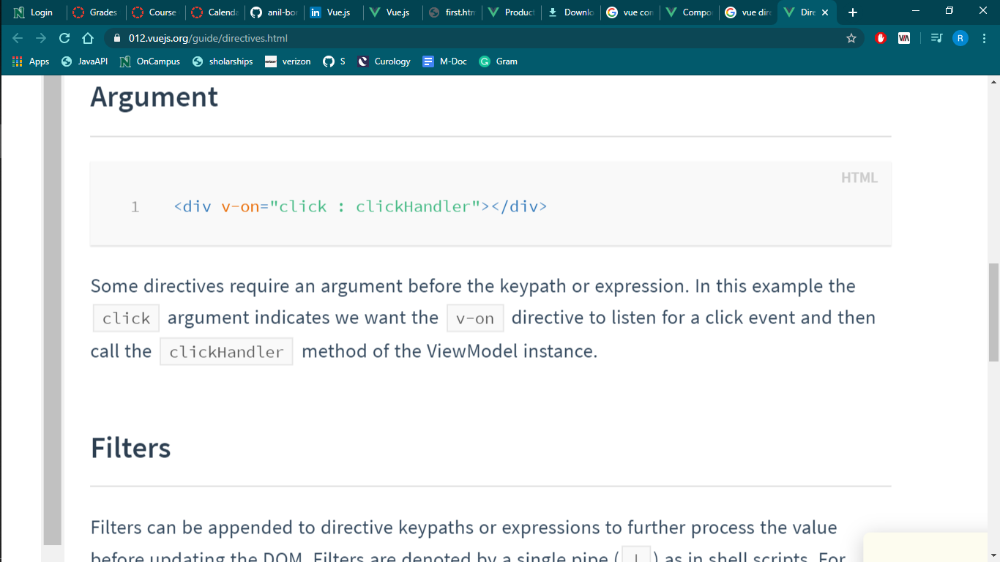 Login Grades Course Calenda anil-bor Vue.js Vue.js first.htm Product Downlo vue con Compo vue dire Dire
012.vuejs.org/guide/directives.html R
Apps JavaAPI OnCampus sholarships verizon verizon S Curology M-Doc Gram
Argument
HTML
1 <div v-on="click : clickHandler"></div>
Some directives require an argument before the keypath or expression. In this example the
click argument indicates we want the v-on directive to listen for a click event and then
call the clickHandler method of the ViewModel instance.
Filters
Filters can be appended to directive keypaths or expressions to further process the value
before updating the DOM. Filters are denoted by a single pipe ( | ) as in shell scripts. For